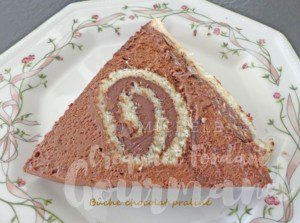 Croquant Fondant
Gourmand
Bûche chocolat praliné